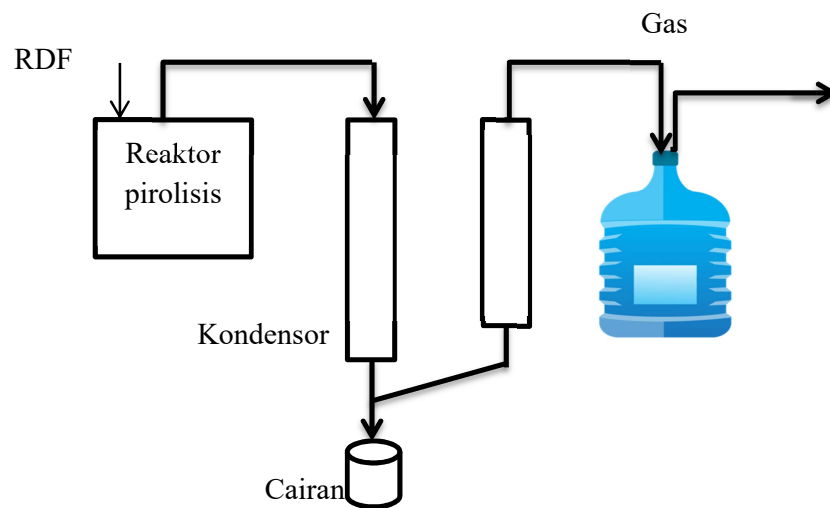 Gas
RDF
Reaktor
pirolisis
Kondensor
Cairan